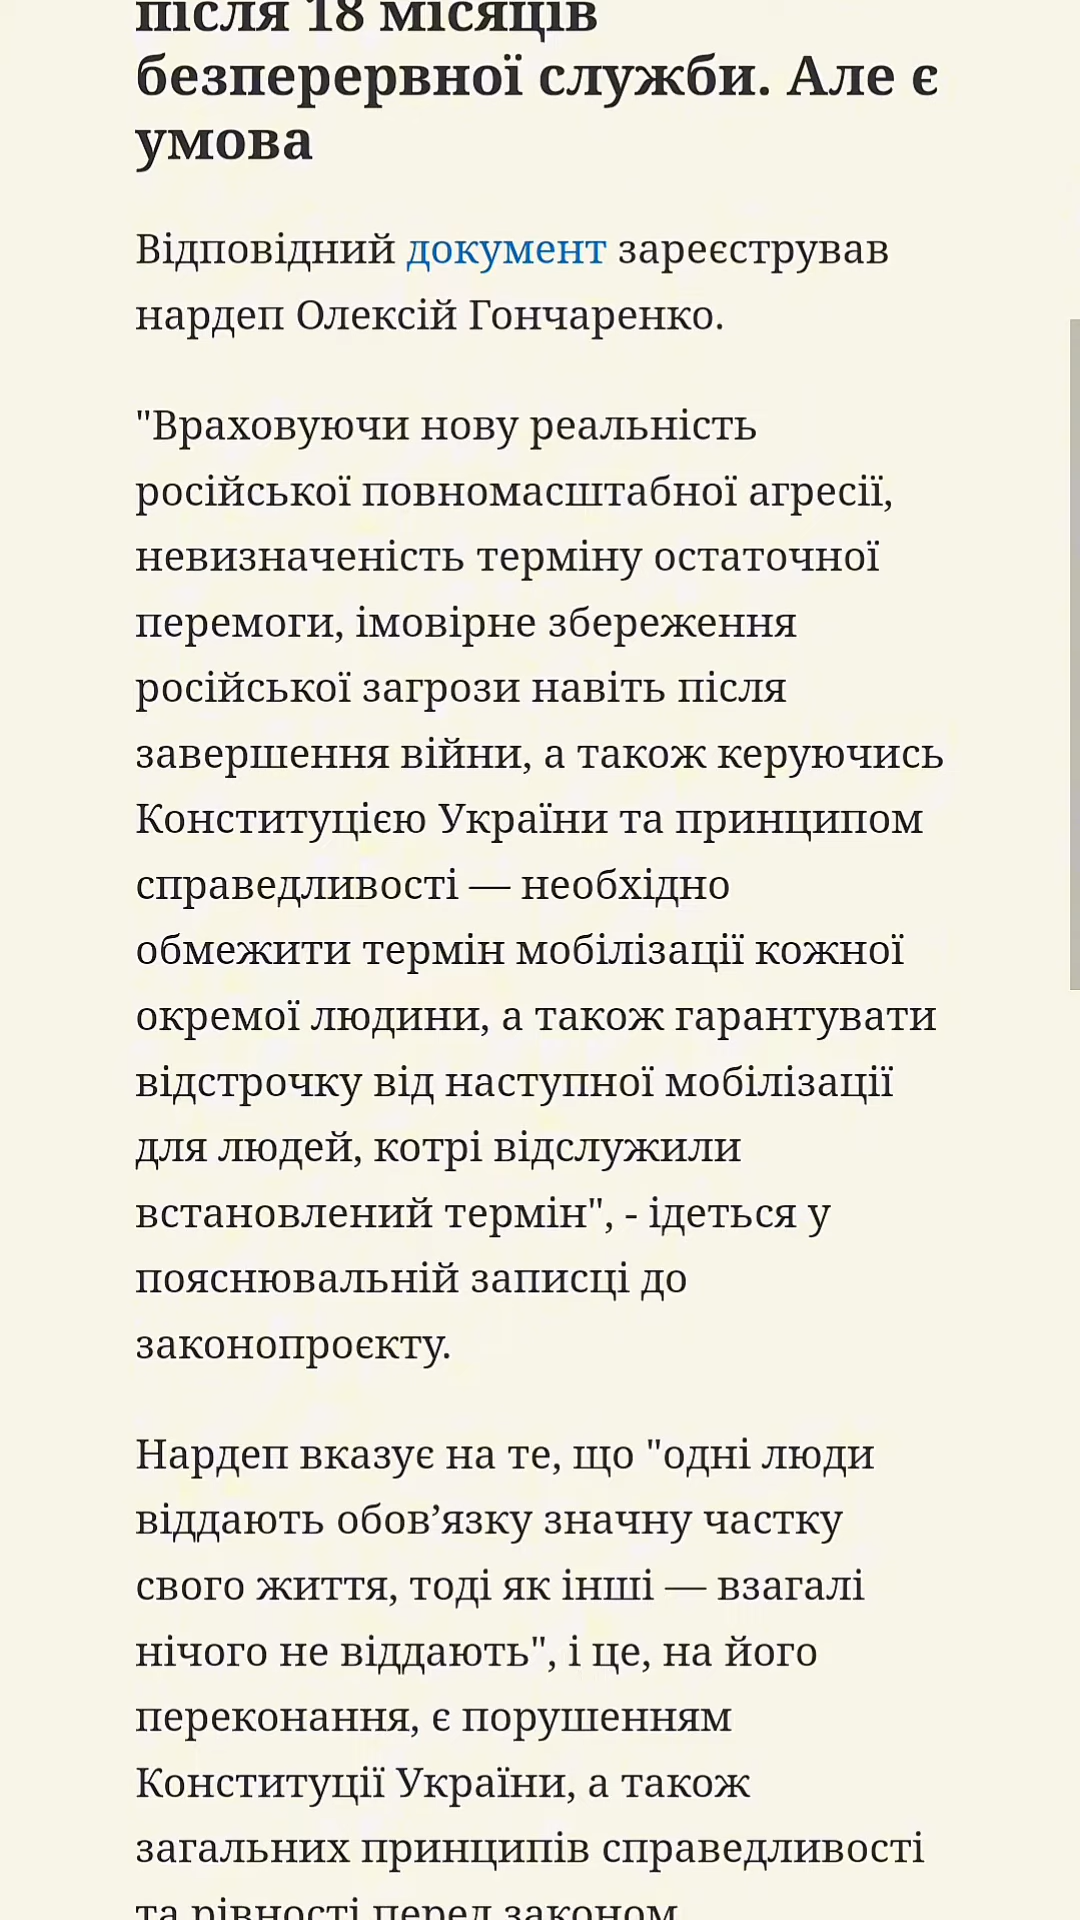 після 18 місяців
безперервної служби. Але є
умова
Відповідний документ зареєстрував
нардеп Олексій Гончаренко.
"Враховуючи нову реальність
російської повномасштабної агресії,
невизначеність терміну остаточної
перемоги, імовірне збереження
російської загрози навіть після
завершення війни, а також керуючись
Конституцією України та принципом
справедливості — необхідно
обмежити термін мобілізації кожної
окремої людини, а також гарантувати
відстрочку від наступної мобілізації
для людей, котрі відслужили
встановлений термін", - ідеться у
пояснювальній записці до
законопроєкту.
Нардеп вказує на те, що "одні люди
віддають обов’язку значну частку
свого життя, тоді як інші — взагалі
нічого не віддають", і це, на його
переконання, є порушенням
Конституції України, а також
загальних принципів справедливості
та рівності перед законом.